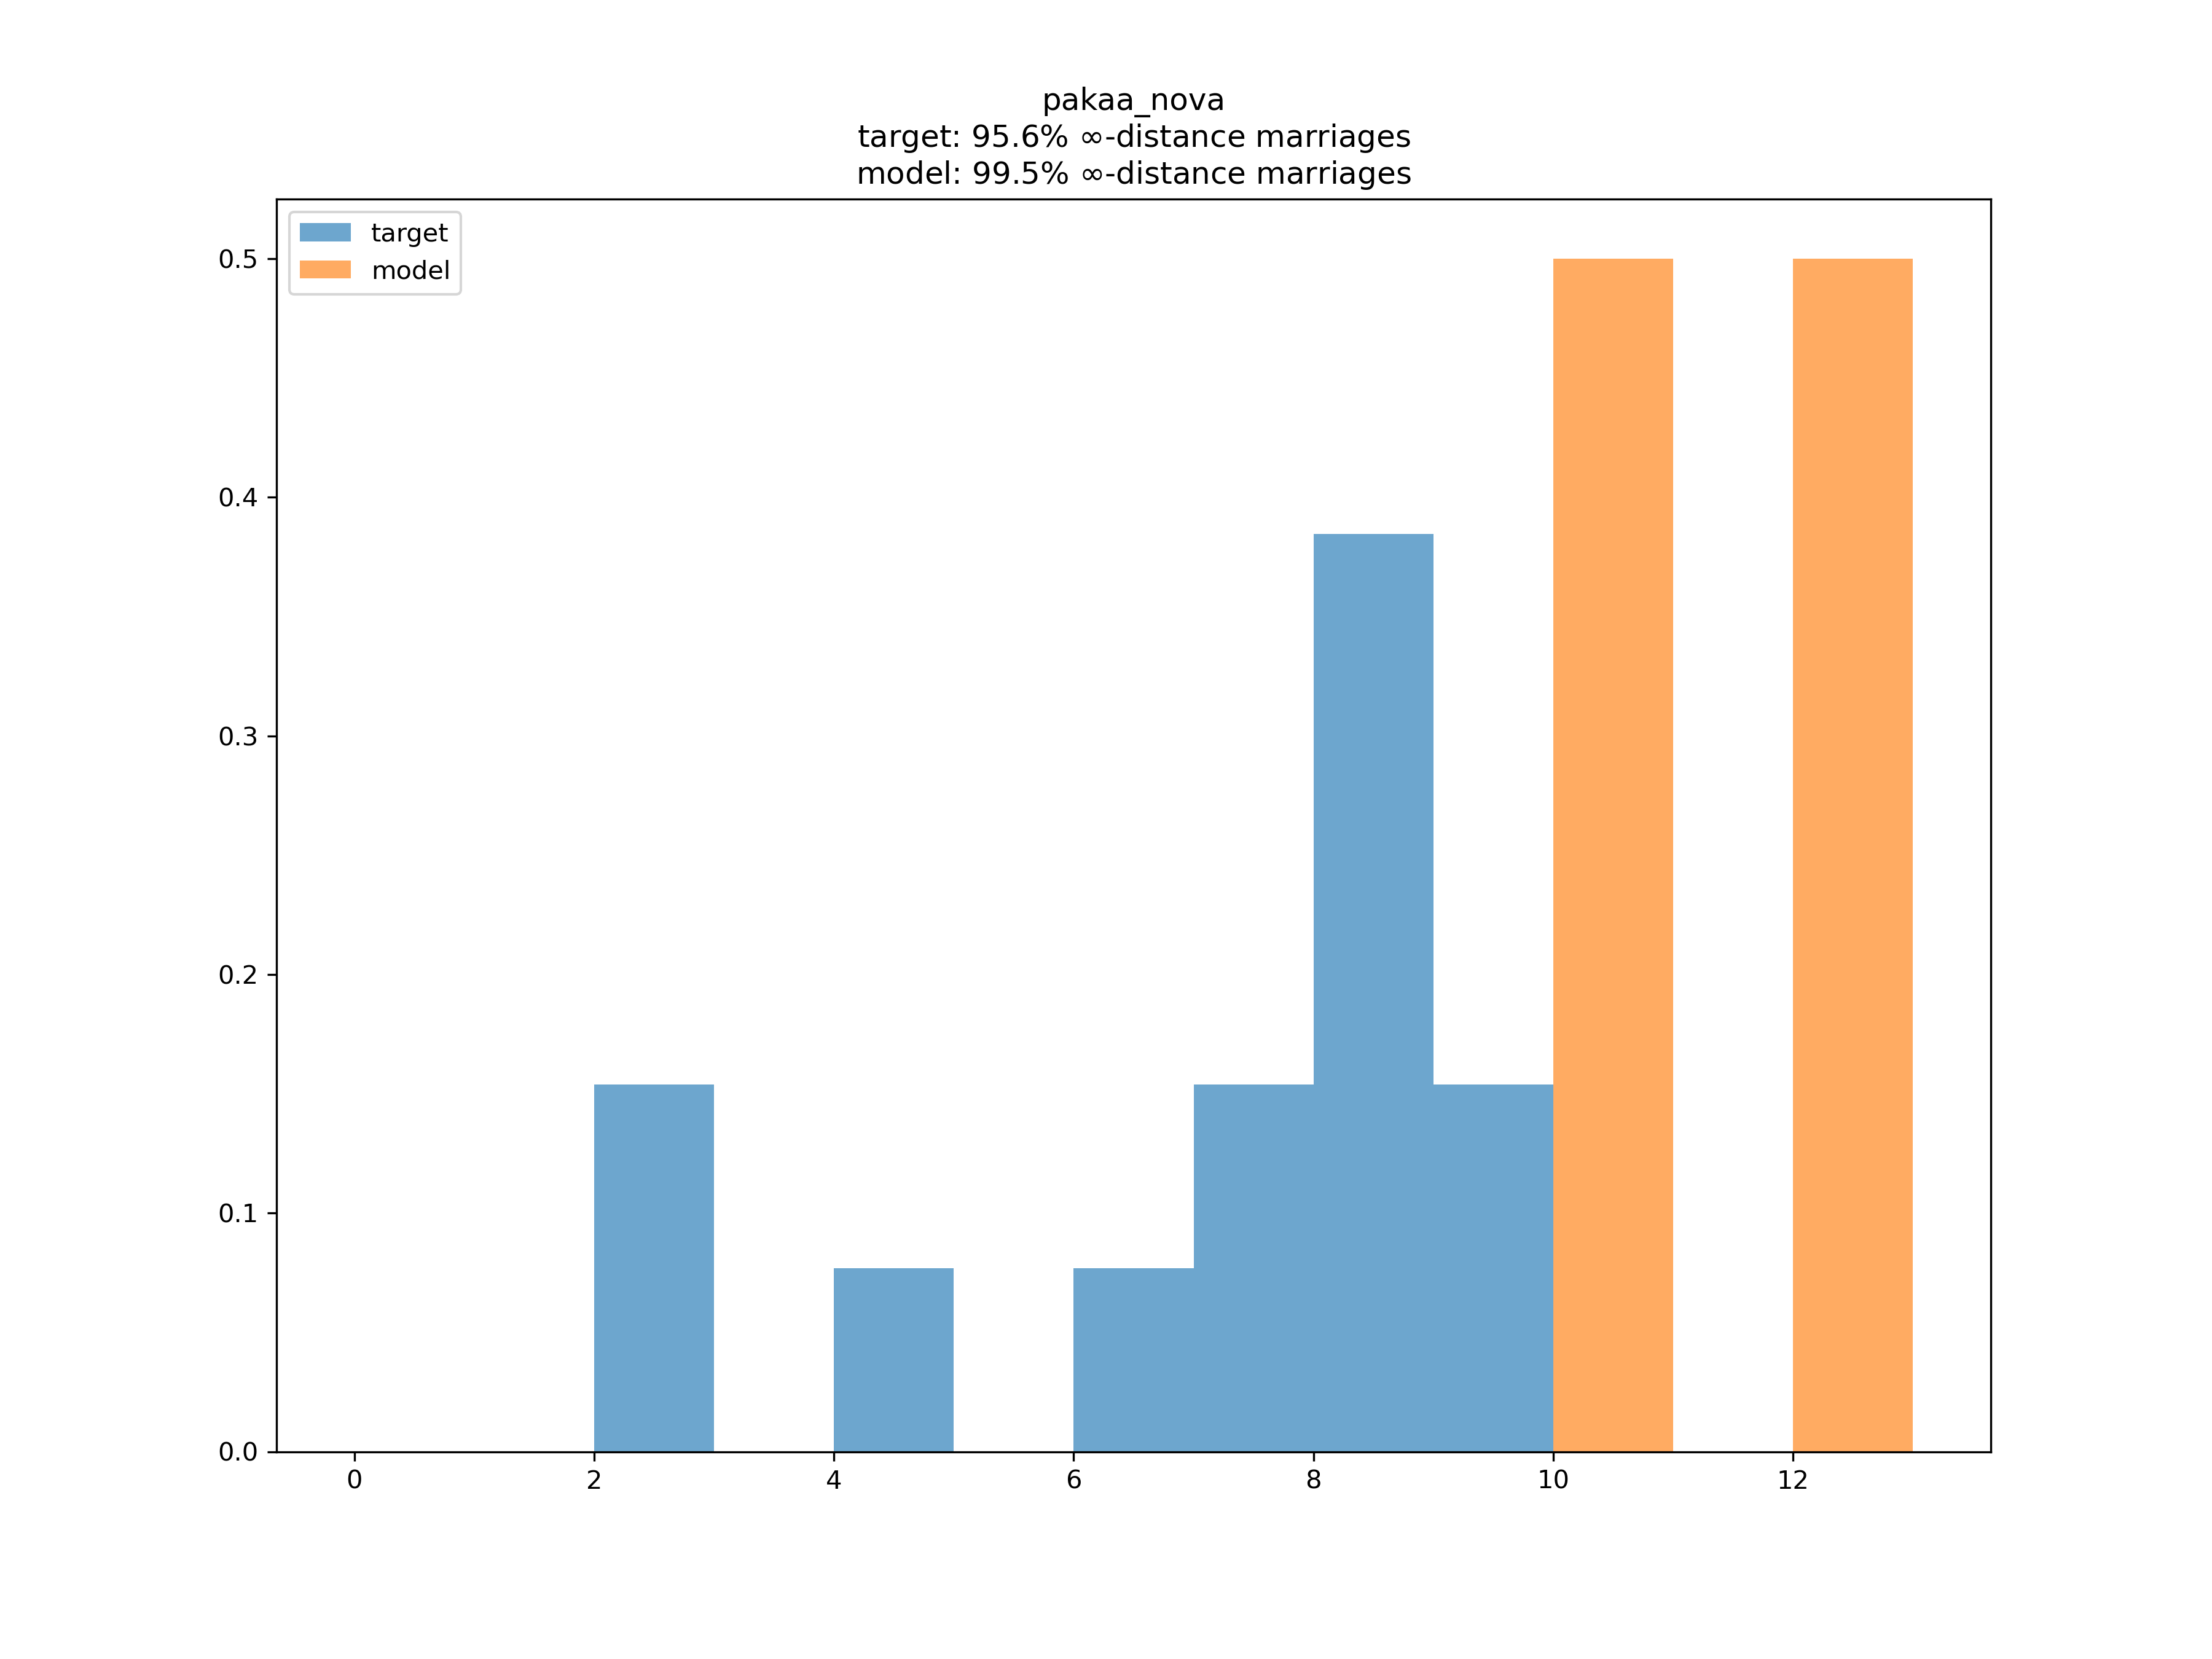 pakaa_nova
target: 95.6% ∞-distance marriages
model: 99.5% ∞-distance marriages
target
model
0.5
0.4
0.3
0.2
0.1
0.0
0 2 4 6 8 10 12